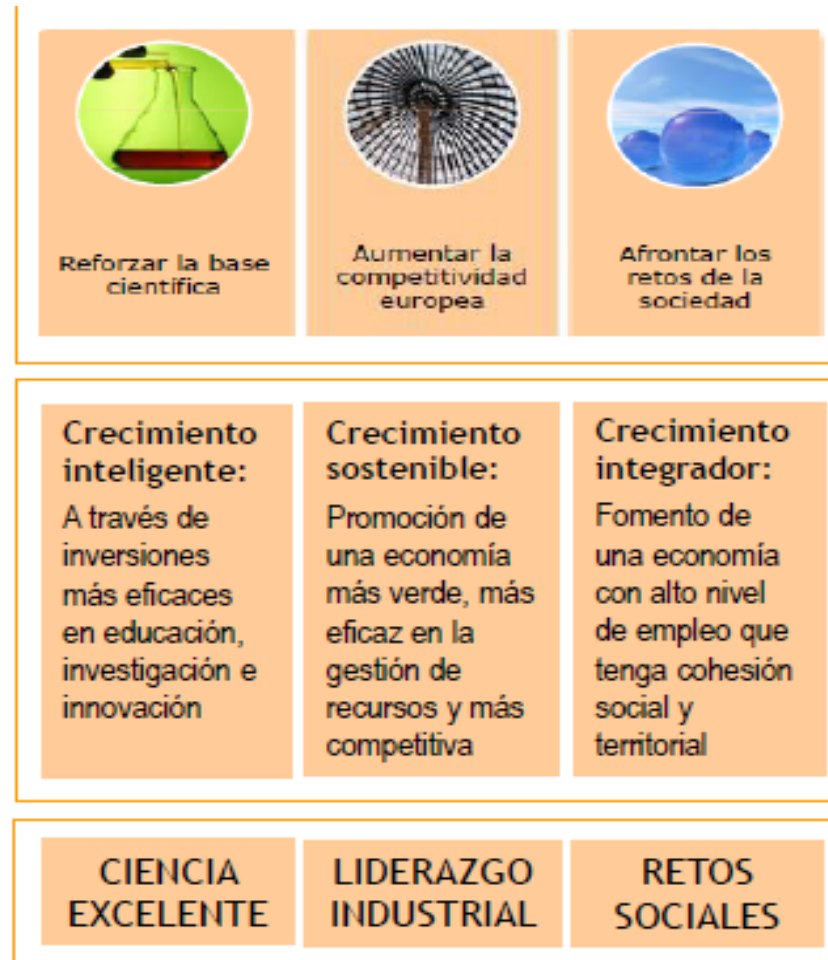 Reforzar la base
científica
Aumentar la
competitividad
europea
Afrontar los
retos de la
sociedad
Crecimiento
inteligente:
A través de
inversiones
más eficaces
en educación,
investigación e
innovación
Crecimiento
sostenible:
Promoción de
una economía
más verde, más
eficaz en la
gestión de
recursos y más
competitiva
Crecimiento
integrador:
Fomento de
una economía
con alto nivel
de empleo que
tenga cohesión
social y
territorial
CIENCIA
EXCELENTE
LIDERAZGO
INDUSTRIAL
RETOS
SOCIALES